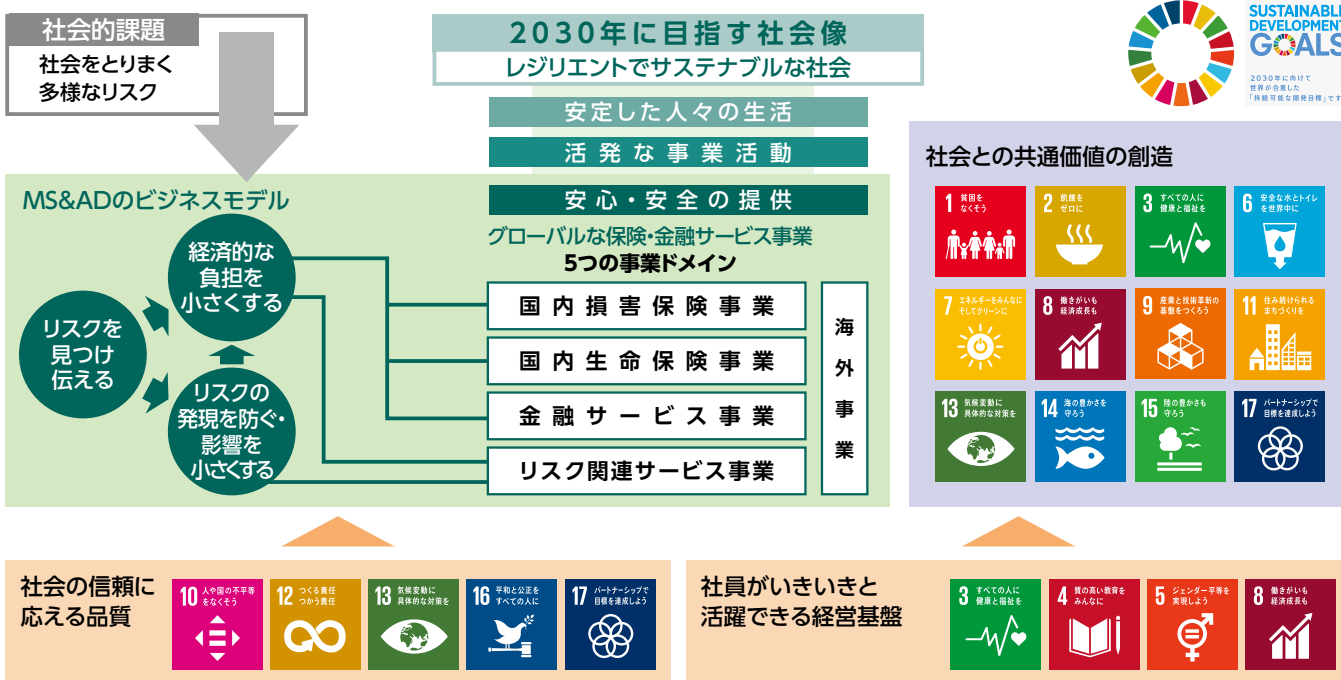 社会的課題
社会をとりまく
多様なリスク
2030年に目指す社会像
レジリエントでサステナブルな社会
安定した人々の生活
活発な事業活動
安心・安全の提供
SUSTAINABLE
DEVELOPMENT
GOALS
2030年に向けて
世界が合意した
「持続可能な開発目標」です
MS&ADのビジネスモデル
リスクを
見つけ
伝える
経済的な
負担を
小さくする
リスクの
発現を防ぐ・
影響を
小さくする
グローバルな保険・金融サービス事業
5つの事業ドメイン
国内損害保険事業
国内生命保険事業
金融サービス事業
リスク関連サービス事業
海外事業
社会との共通価値の創造
1 貧困を
なくそう
2 飢餓を
ゼロに
3 すべての人に
健康と福祉を
6 安全な水とトイレ
を世界中に
7 エネルギーをみんなに
そしてクリーンに
8 働きがいも
経済成長も
9 産業と技術革新の
基盤をつくろう
11 住み続けられる
まちづくりを
13 気候変動に
具体的な対策を
14 海の豊かさを
守ろう
15 陸の豊かさも
守ろう
17 パートナーシップで
目標を達成しよう
社会の信頼に
応える品質
10 人や国の不平等
をなくそう
12 つくる責任
つかう責任
13 気候変動に
具体的な対策を
16 平和と公正を
すべての人に
17 パートナーシップで
目標を達成しよう
社員がいきいきと
活躍できる経営基盤
3 すべての人に
健康と福祉を
4 質の高い教育を
みんなに
5 ジェンダー平等を
実現しよう
8 働きがいも
経済成長も